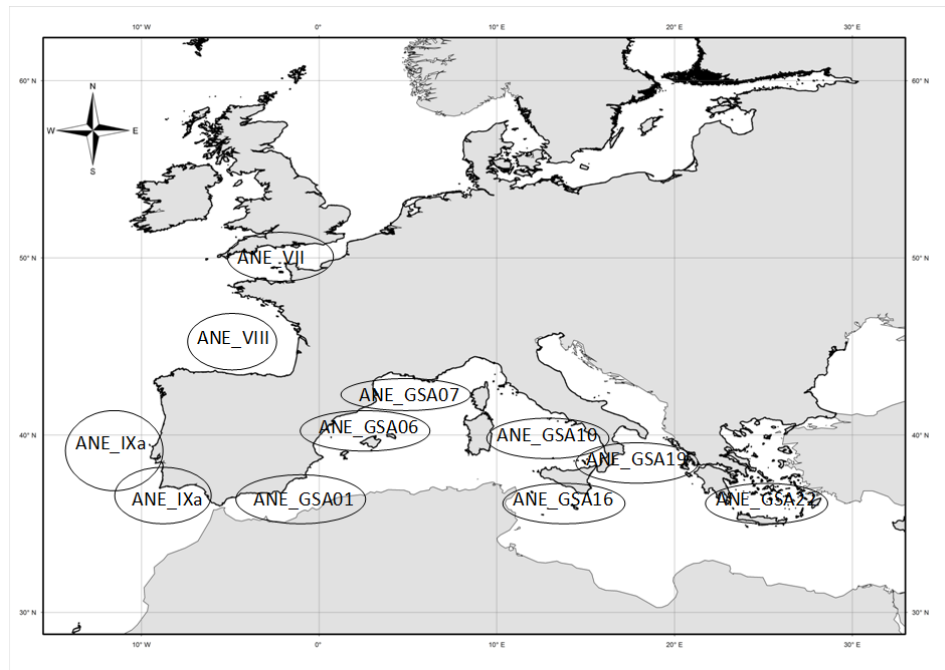 10° W 0° 10° E 20° E 30° E
60° N 60° N
N
W E
S
50° N 50° N
ANE_VII
ANE_VIII
ANE_GSA07
ANE_GSA06
40° N 40° N
ANE_IXa ANE_GSA10
ANE_GSA19
ANE_IXa ANE_GSA01 ANE_GSA16 ANE_GSA22
30° N 30° N
10° W 0° 10° E 20° E 30° E